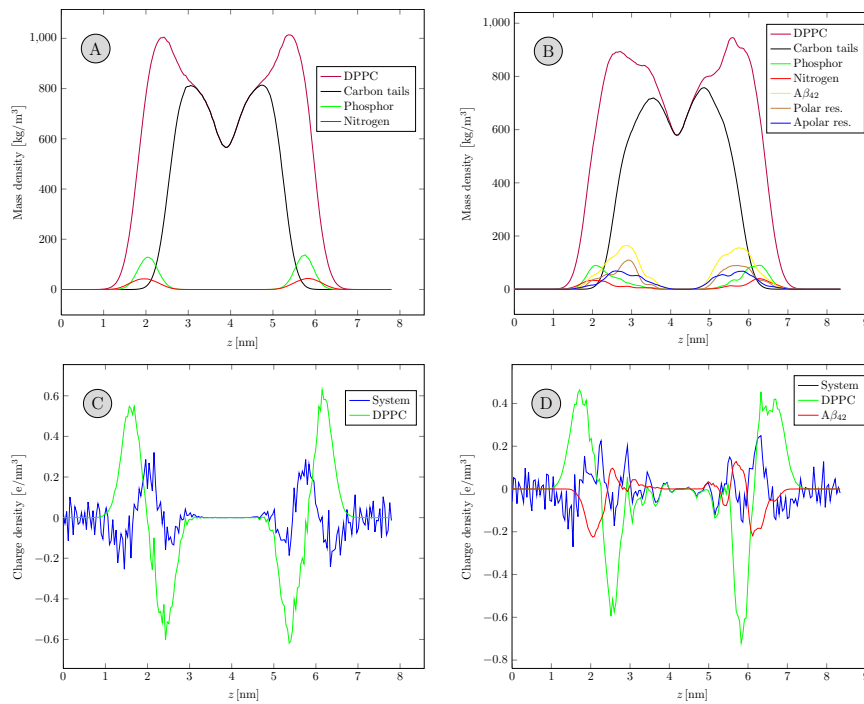 A
1,000
800
600
400
200
0
Mass density [kg/m³]
DPPC
Carbon tails
Phosphor
Nitrogen
0 1 2 3 4 5 6 7 8
z [nm]
B
1,000
800
600
400
200
0
Mass density [kg/m³]
DPPC
Carbon tails
Phosphor
Nitrogen
Aβ₄₂
Polar res.
Apolar res.
0 1 2 3 4 5 6 7 8
z [nm]
C
0.6
0.4
0.2
0
−0.2
−0.4
−0.6
Charge density [e/nm³]
System
DPPC
0 1 2 3 4 5 6 7 8
z [nm]
D
0.4
0.2
0
−0.2
−0.4
−0.6
−0.8
Charge density [e/nm³]
System
DPPC
Aβ₄₂
0 1 2 3 4 5 6 7 8 9
z [nm]